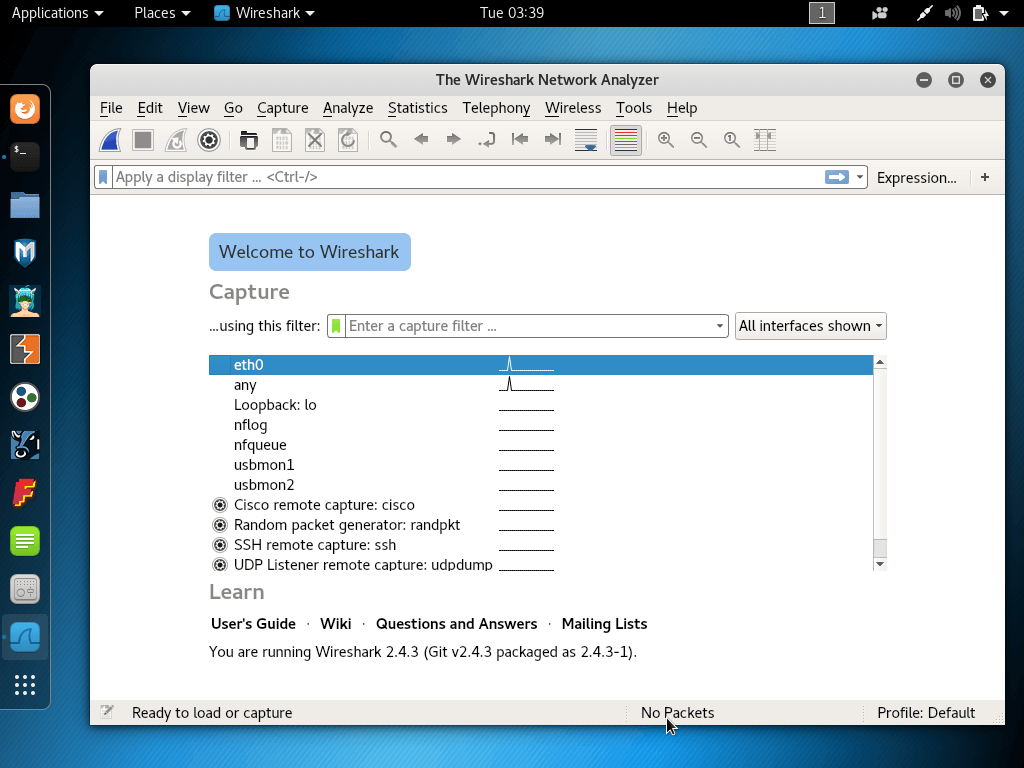 Applications Places Wireshark Tue 03:39 1
The Wireshark Network Analyzer
File Edit View Go Capture Analyze Statistics Telephony Wireless Tools Help
Apply a display filter ... <Ctrl-/> Expression... +
$_
Welcome to Wireshark
Capture
...using this filter: Enter a capture filter ... All interfaces shown
eth0
any
Loopback: lo
nflog
nfqueue
usbmon1
usbmon2
Cisco remote capture: cisco
Random packet generator: randpkt
SSH remote capture: ssh
UDP Listener remote capture: udpdump
Learn
User's Guide · Wiki · Questions and Answers · Mailing Lists
You are running Wireshark 2.4.3 (Git v2.4.3 packaged as 2.4.3-1).
Ready to load or capture No Packets Profile: Default